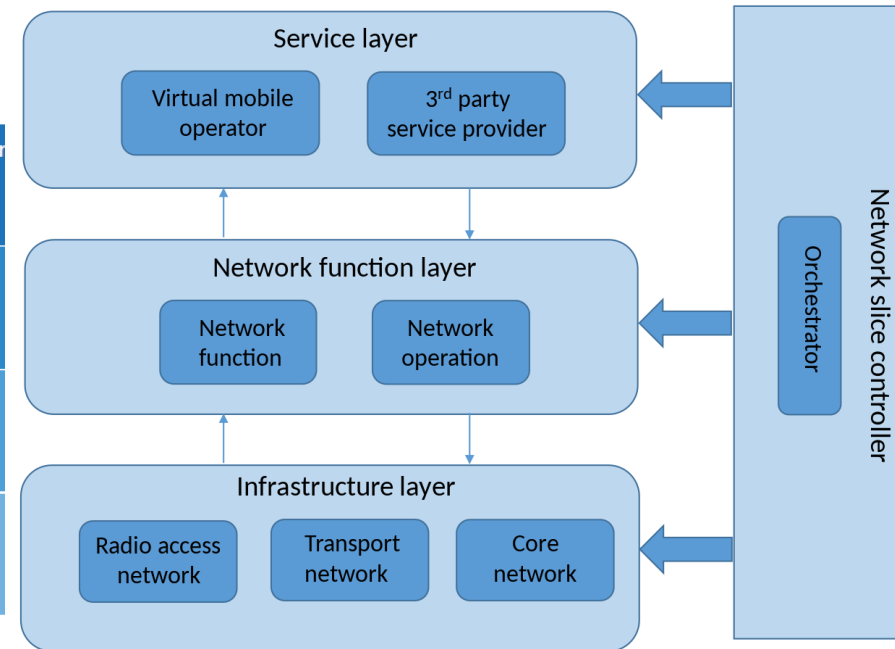 Service layer
Virtual mobile
operator
3rd party
service provider
Network function layer
Network
function
Network
operation
Infrastructure layer
Radio access
network
Transport
network
Core
network
Orchestrator
Network slice controller